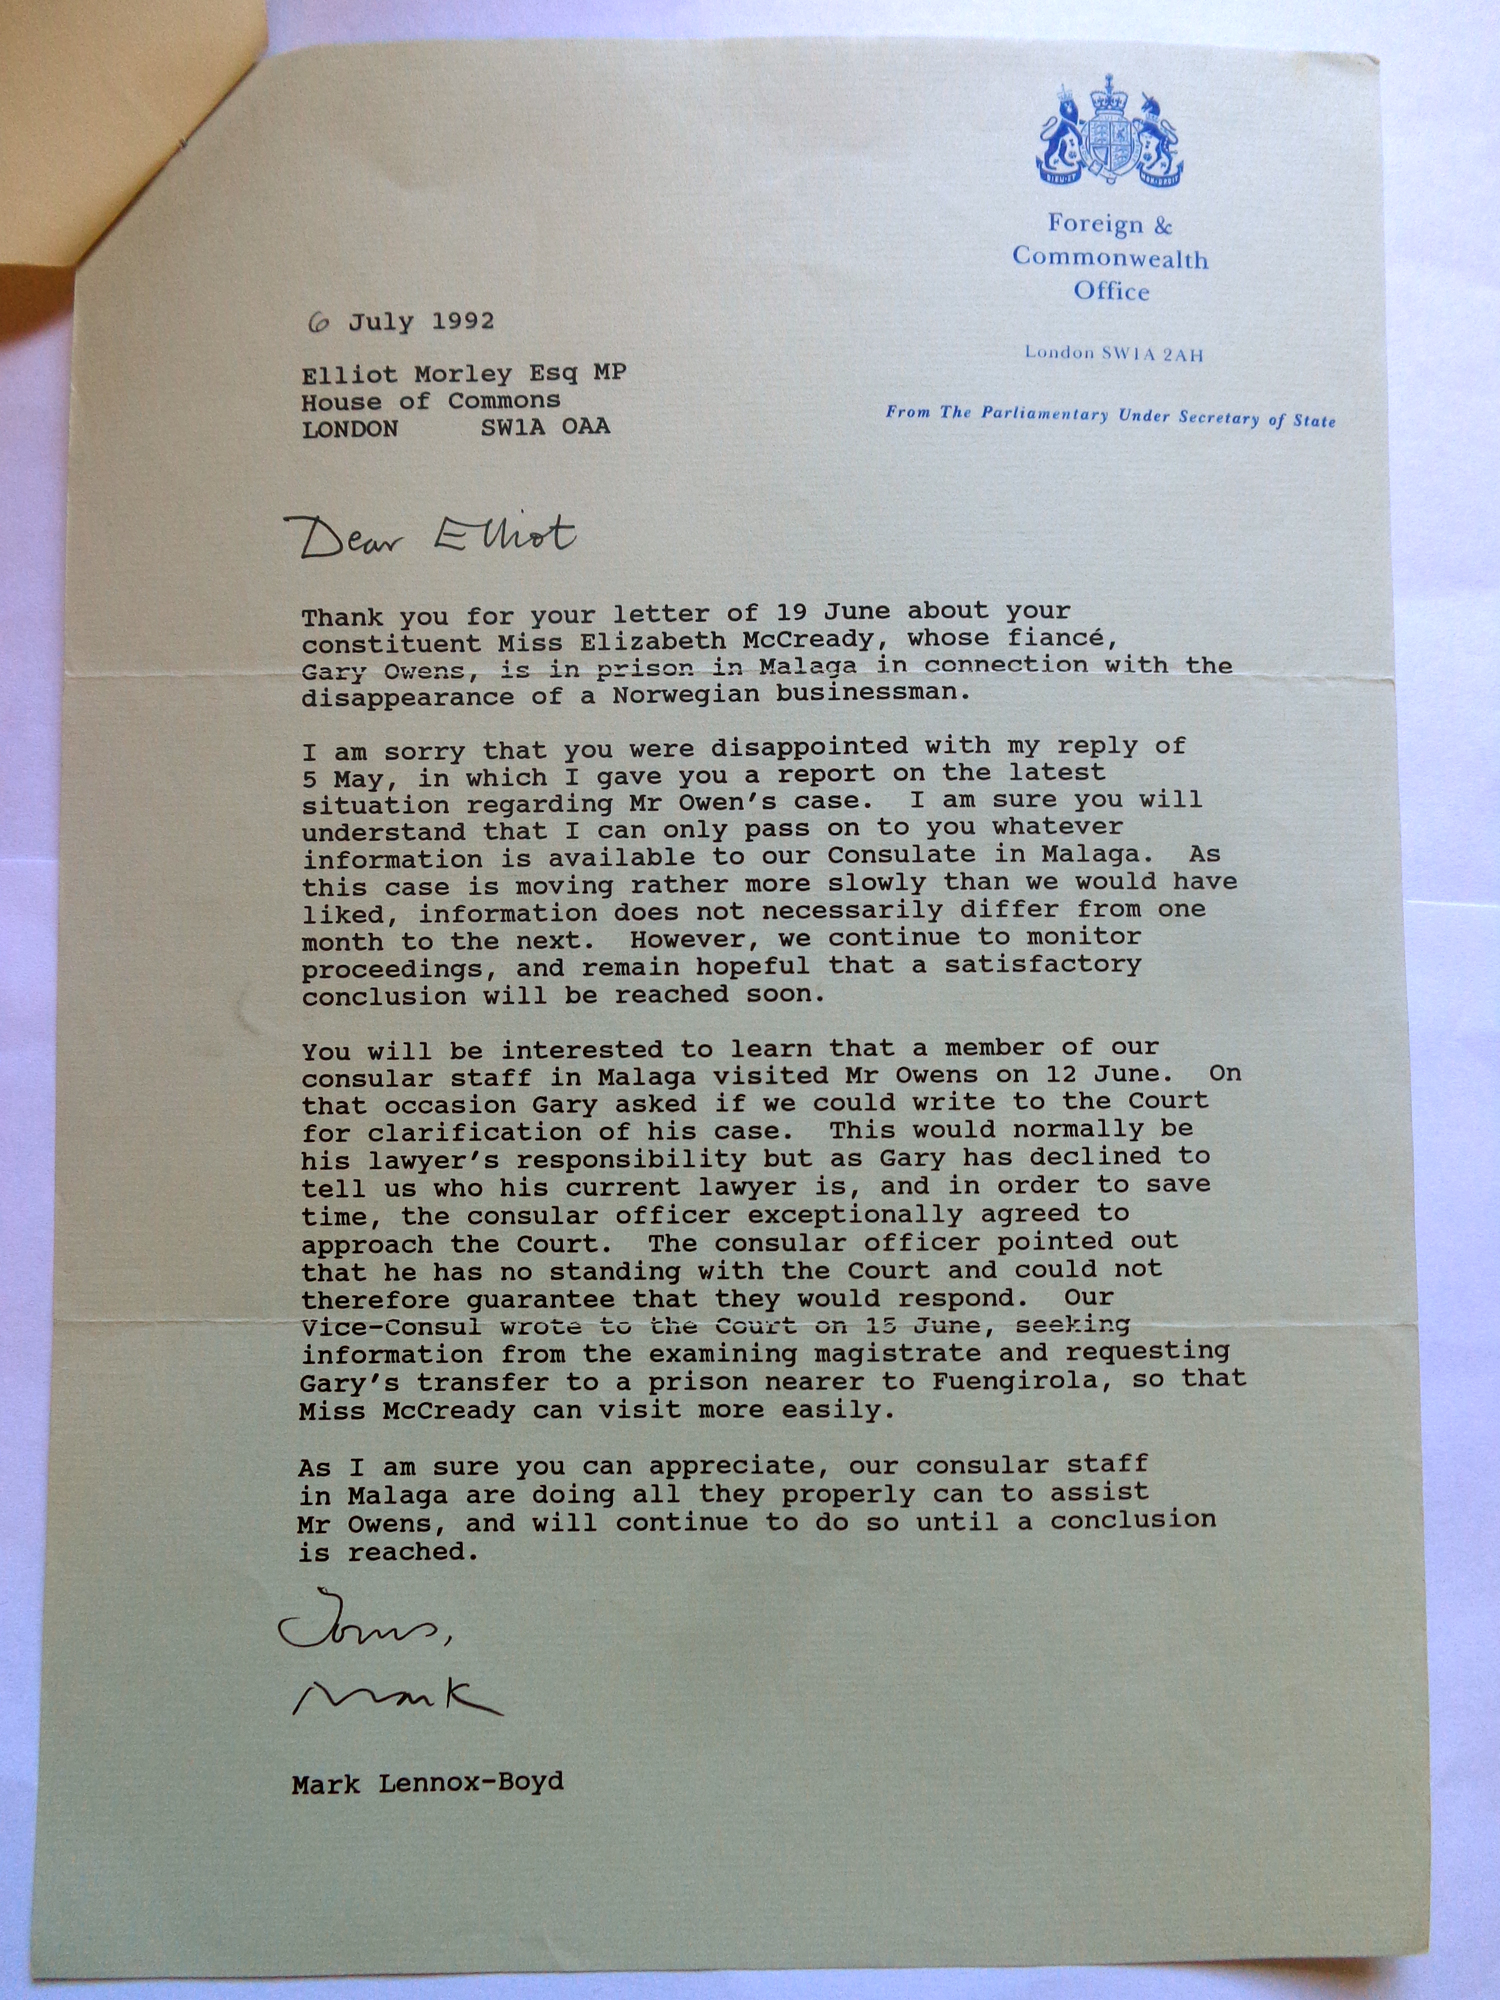 Foreign &
Commonwealth
Office
London SW1A 2AH
From The Parliamentary Under Secretary of State
6 July 1992
Elliot Morley Esq MP
House of Commons
LONDON SW1A OAA
Dear Elliot
Thank you for your letter of 19 June about your
constituent Miss Elizabeth McCready, whose fiancé,
Gary Owens, is in prison in Malaga in connection with the
disappearance of a Norwegian businessman.
I am sorry that you were disappointed with my reply of
5 May, in which I gave you a report on the latest
situation regarding Mr Owen's case. I am sure you will
understand that I can only pass on to you whatever
information is available to our Consulate in Malaga. As
this case is moving rather more slowly than we would have
liked, information does not necessarily differ from one
month to the next. However, we continue to monitor
proceedings, and remain hopeful that a satisfactory
conclusion will be reached soon.
You will be interested to learn that a member of our
consular staff in Malaga visited Mr Owens on 12 June. On
that occasion Gary asked if we could write to the Court
for clarification of his case. This would normally be
his lawyer's responsibility but as Gary has declined to
tell us who his current lawyer is, and in order to save
time, the consular officer exceptionally agreed to
approach the Court. The consular officer pointed out
that he has no standing with the Court and could not
therefore guarantee that they would respond. Our
Vice-Consul wrote to the Court on 15 June, seeking
information from the examining magistrate and requesting
Gary's transfer to a prison nearer to Fuengirola, so that
Miss McCready can visit more easily.
As I am sure you can appreciate, our consular staff
in Malaga are doing all they properly can to assist
Mr Owens, and will continue to do so until a conclusion
is reached.
Yours,
Mark
Mark Lennox-Boyd